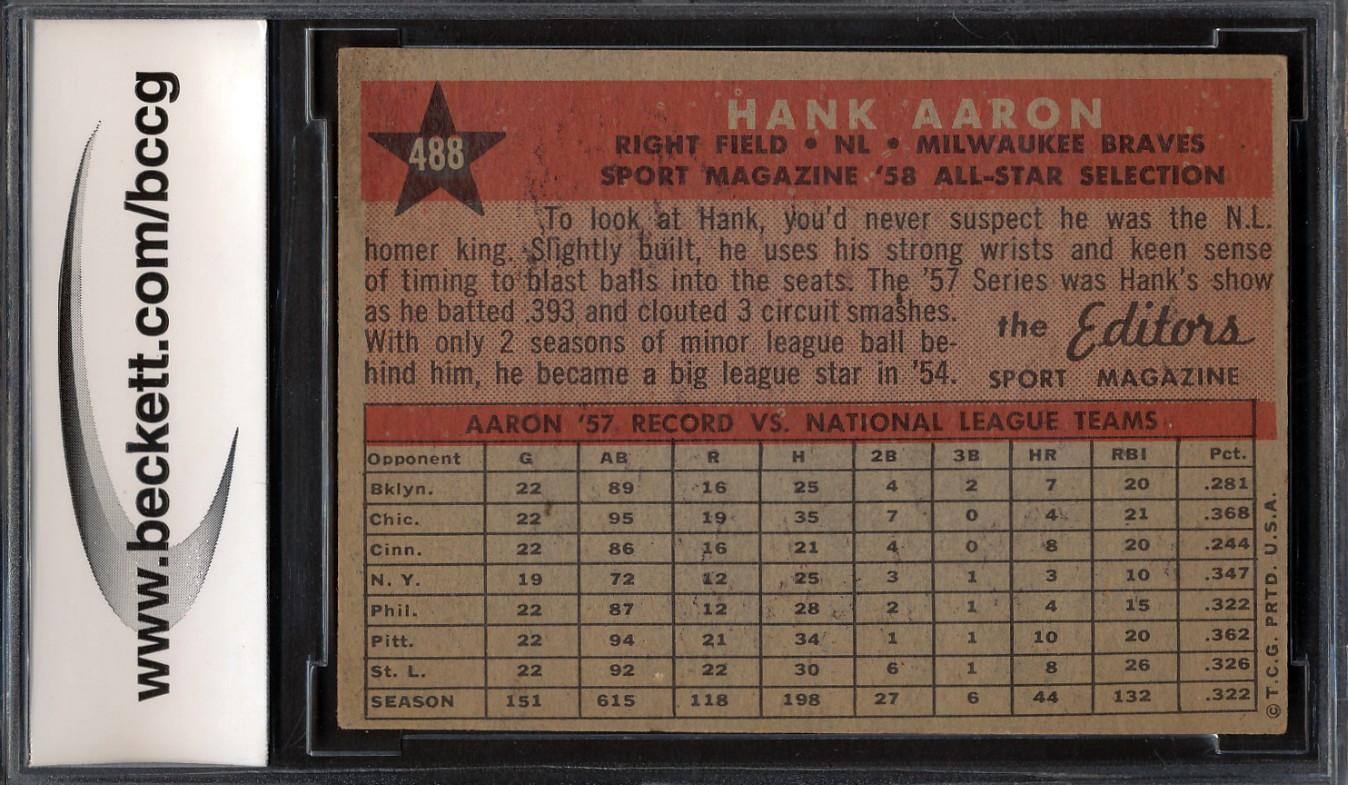 www.beckett.com/bccg
488
HANK AARON
RIGHT FIELD • NL • MILWAUKEE BRAVES
SPORT MAGAZINE '58 ALL-STAR SELECTION
To look at Hank, you'd never suspect he was the N.L.
homer king. Slightly built, he uses his strong wrists and keen sense
of timing to blast balls into the seats. The '57 Series was Hank's show
as he batted .393 and clouted 3 circuit smashes.
With only 2 seasons of minor league ball be-
hind him, he became a big league star in '54.
the Editors
SPORT MAGAZINE
AARON '57 RECORD VS. NATIONAL LEAGUE TEAMS
Opponent G AB R H 2B 3B HR RBI Pct.
Bklyn. 22 89 16 25 4 2 7 20 .281
Chic. 22 95 19 35 7 0 4 21 .368
Cinn. 22 86 16 21 4 0 8 20 .244
N. Y. 19 72 12 25 3 1 3 10 .347
Phil. 22 87 12 28 2 1 4 15 .322
Pitt. 22 94 21 34 1 1 10 20 .362
St. L. 22 92 22 30 6 1 8 26 .326
SEASON 151 615 118 198 27 6 44 132 .322
© T.C.G. PRTD. U.S.A.